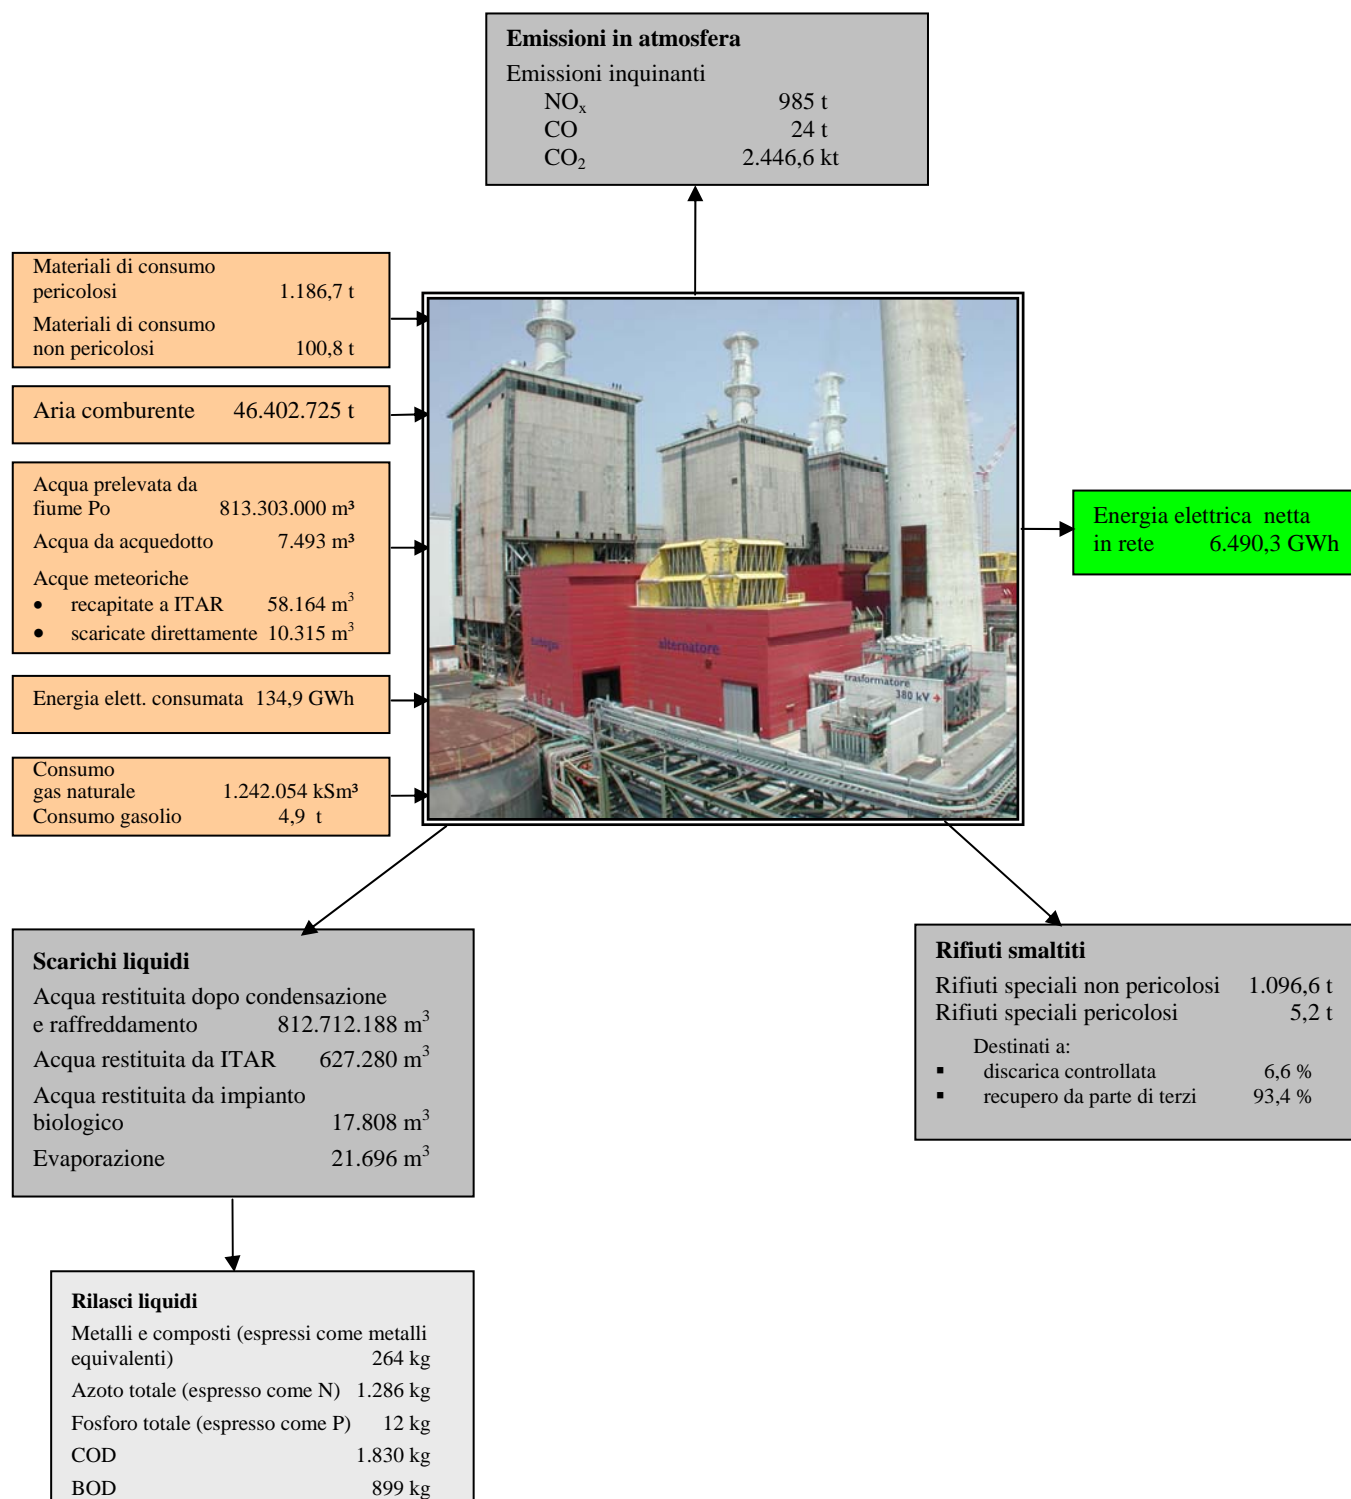 Emissioni in atmosfera
Emissioni inquinanti
NOx 985 t
CO 24 t
CO2 2.446,6 kt
Materiali di consumo
pericolosi 1.186,7 t
Materiali di consumo
non pericolosi 100,8 t
Aria comburente 46.402.725 t
Acqua prelevata da
fiume Po 813.303.000 m³
Acqua da acquedotto 7.493 m³
Acque meteoriche
• recapitate a ITAR 58.164 m³
• scaricate direttamente 10.315 m³
Energia elett. consumata 134,9 GWh
Consumo
gas naturale 1.242.054 kSm³
Consumo gasolio 4,9 t
turbogas
alternatore
trasformatore
380 kV
Energia elettrica netta
in rete 6.490,3 GWh
Scarichi liquidi
Acqua restituita dopo condensazione
e raffreddamento 812.712.188 m³
Acqua restituita da ITAR 627.280 m³
Acqua restituita da impianto
biologico 17.808 m³
Evaporazione 21.696 m³
Rifiuti smaltiti
Rifiuti speciali non pericolosi 1.096,6 t
Rifiuti speciali pericolosi 5,2 t
Destinati a:
▪ discarica controllata 6,6 %
▪ recupero da parte di terzi 93,4 %
Rilasci liquidi
Metalli e composti (espressi come metalli
equivalenti) 264 kg
Azoto totale (espresso come N) 1.286 kg
Fosforo totale (espresso come P) 12 kg
COD 1.830 kg
BOD 899 kg